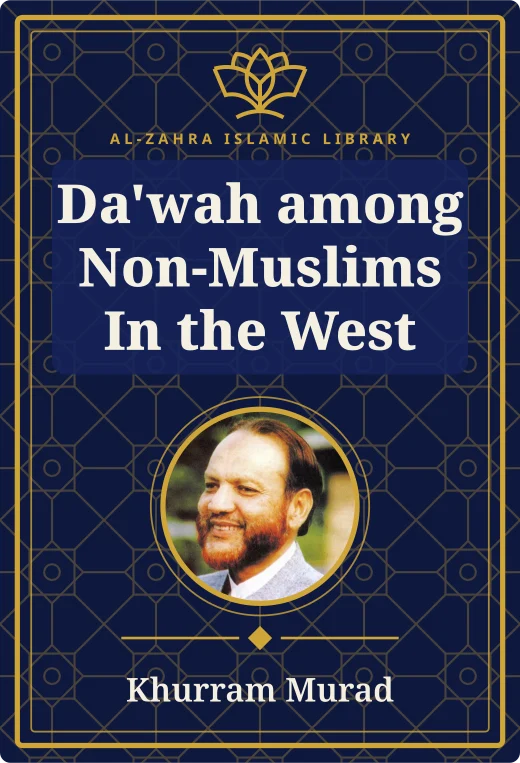 AL-ZAHRA ISLAMIC LIBRARY
Da'wah among
Non-Muslims
In the West
Khurram Murad